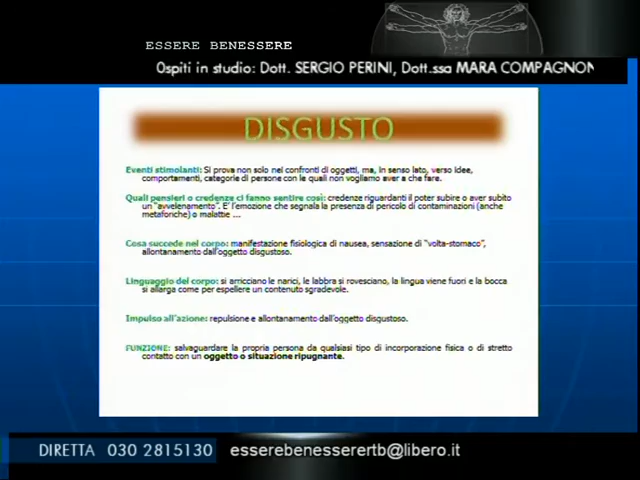 ESSERE BENESSERE
Ospiti in studio: Dott. SERGIO PERINI, Dott.ssa MARA COMPAGNON
DISGUSTO
Eventi stimolanti: Si prova non solo nei confronti di oggetti, ma, in senso lato, verso idee,
comportamenti, categorie di persone con le quali non vogliamo aver a che fare.
Quali pensieri o credenze ci fanno sentire così: credenze riguardanti il poter subire o aver subito
un "avvelenamento". E' l'emozione che segnala la presenza di pericolo di contaminazioni (anche
metaforiche) o malattie ...
Cosa succede nel corpo: manifestazione fisiologica di nausea, sensazione di "volta-stomaco",
allontanamento dall'oggetto disgustoso.
Linguaggio del corpo: si arricciano le narici, le labbra si rovesciano, la lingua viene fuori e la bocca
si allarga come per espellere un contenuto sgradevole.
Impulso all'azione: repulsione e allontanamento dall'oggetto disgustoso.
FUNZIONE: salvaguardare la propria persona da qualsiasi tipo di incorporazione fisica o di stretto
contatto con un oggetto o situazione ripugnante.
DIRETTA 030 2815130 esserebenesserertb@libero.it